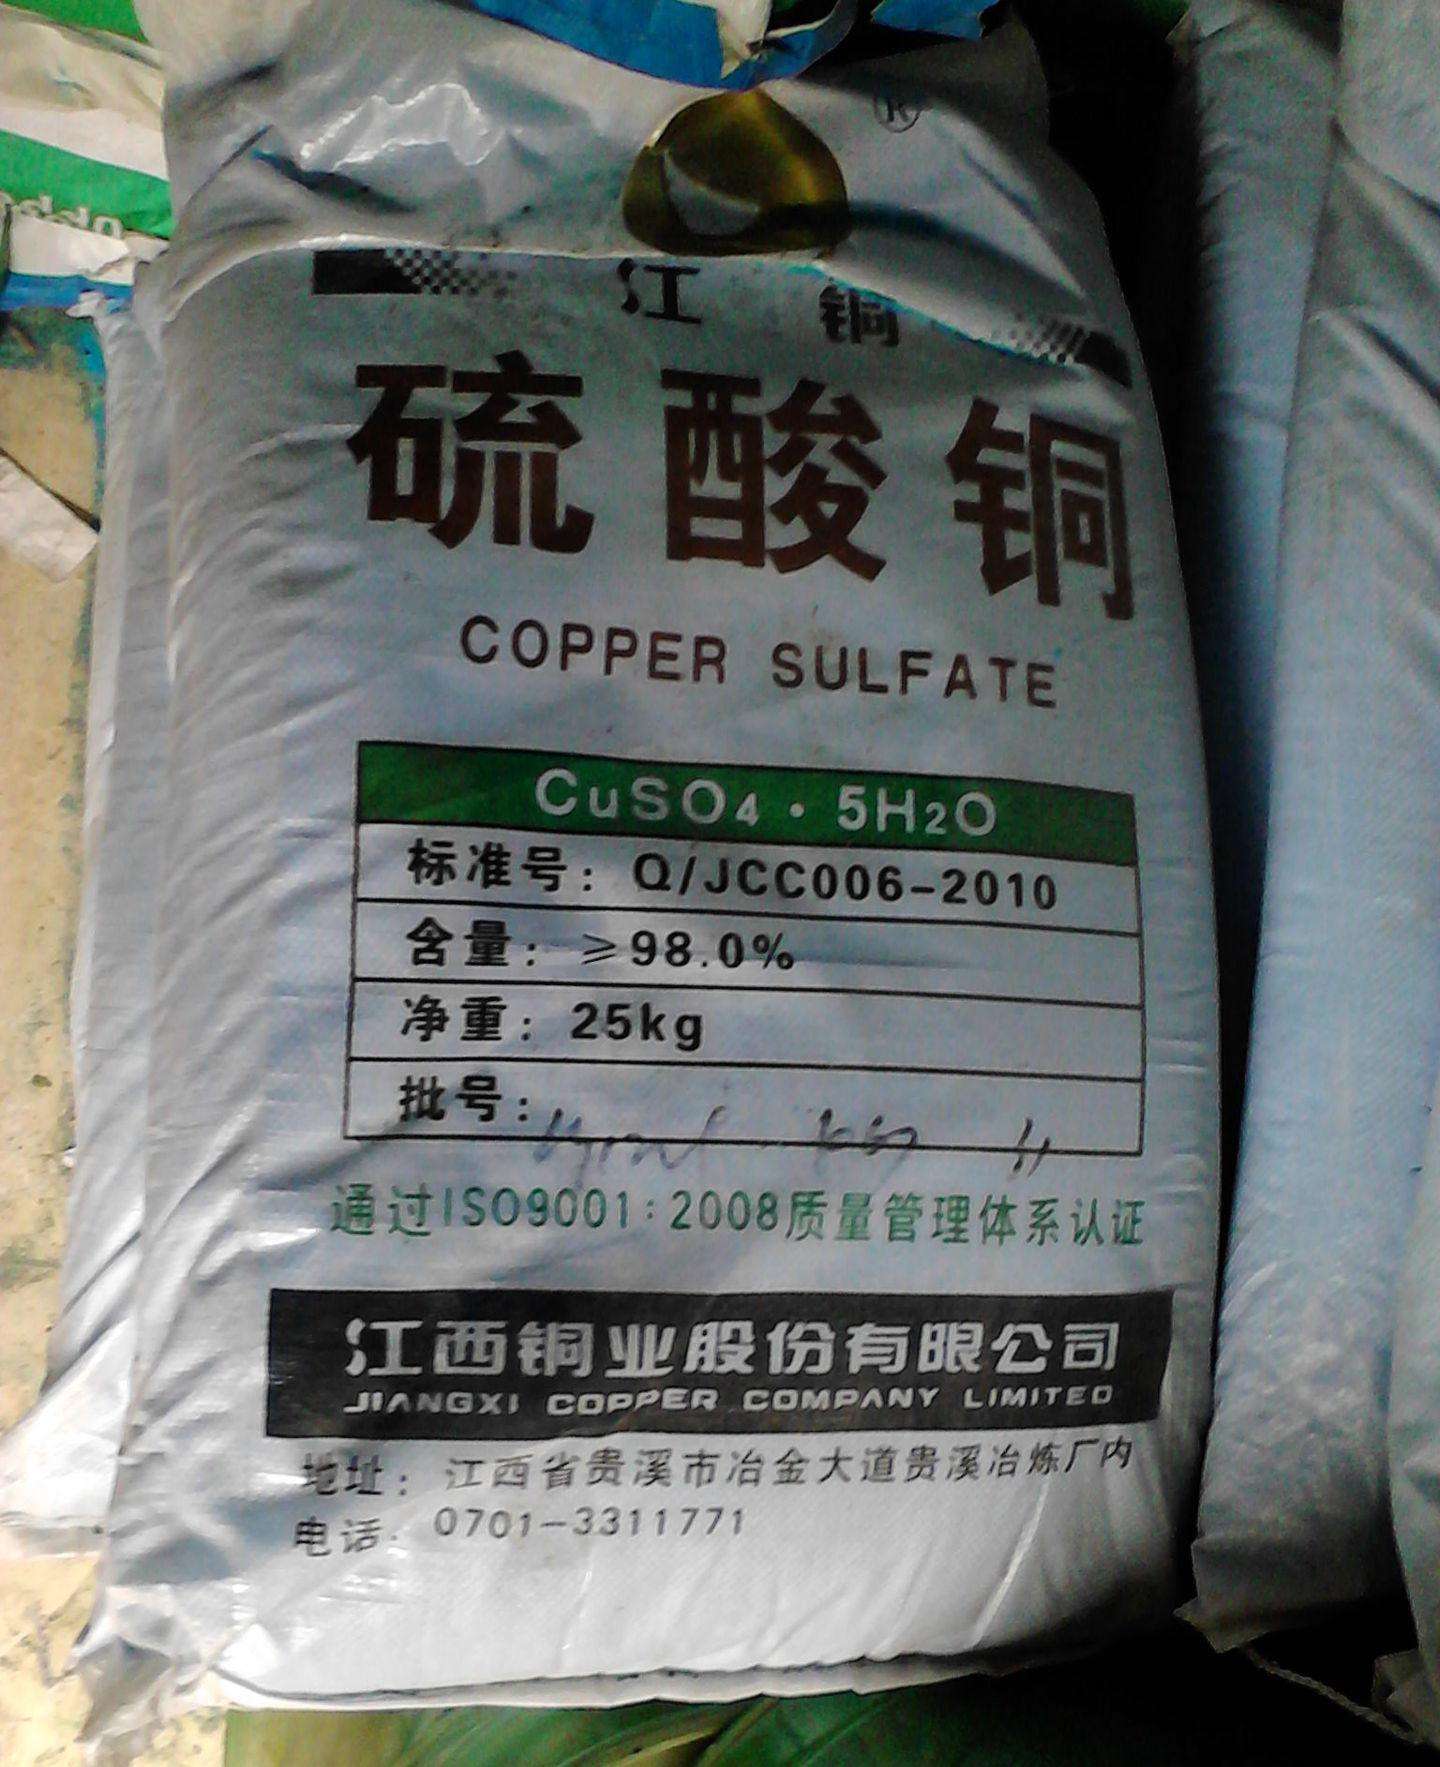 ®
江 铜
硫酸铜
COPPER SULFATE
CuSO4 · 5H2O
标准号: Q/JCC006-2010
含量: ≥98.0%
净重: 25kg
批号:
通过ISO9001:2008质量管理体系认证
江西铜业股份有限公司
JIANGXI COPPER COMPANY LIMITED
地址: 江西省贵溪市冶金大道贵溪冶炼厂内
电话: 0701-3311771